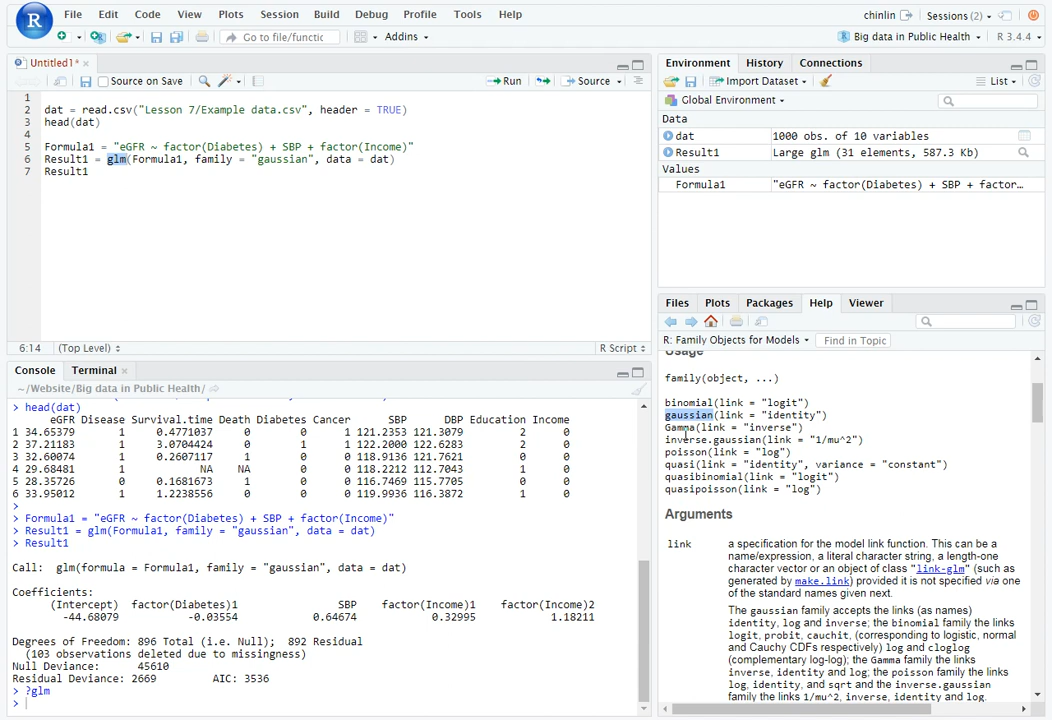 File Edit Code View Plots Session Build Debug Profile Tools Help
chinlin Sessions (2)
Go to file/functic Addins
Big data in Public Health R 3.4.4
Untitled1*
Source on Save Run Source
1
2 dat = read.csv("Lesson 7/Example data.csv", header = TRUE)
3 head(dat)
4
5 Formula1 = "eGFR ~ factor(Diabetes) + SBP + factor(Income)"
6 Result1 = glm(Formula1, family = "gaussian", data = dat)
7 Result1
6:14 (Top Level) R Script
Console Terminal
~/Website/Big data in Public Health/
> head(dat)
eGFR Disease Survival.time Death Diabetes Cancer SBP DBP Education Income
1 34.65379 1 0.4771037 0 0 1 121.2353 121.3079 2 0
2 37.21183 1 3.0704424 0 1 1 122.2000 122.6283 2 0
3 32.60074 1 0.2607117 1 0 0 118.9136 121.7621 0 0
4 29.68481 1 NA NA 0 0 118.2212 112.7043 1 0
5 28.35726 0 0.1681673 1 0 0 116.7469 115.7705 0 0
6 33.95012 1 1.2238556 0 0 0 119.9936 116.3872 1 0
>
> Formula1 = "eGFR ~ factor(Diabetes) + SBP + factor(Income)"
> Result1 = glm(Formula1, family = "gaussian", data = dat)
> Result1
Call: glm(formula = Formula1, family = "gaussian", data = dat)
Coefficients:
(Intercept) factor(Diabetes)1 SBP factor(Income)1 factor(Income)2
-44.68079 -0.03554 0.64674 0.32995 1.18211
Degrees of Freedom: 896 Total (i.e. Null); 892 Residual
(103 observations deleted due to missingness)
Null Deviance: 45610
Residual Deviance: 2669 AIC: 3536
> ?glm
>
Environment History Connections
Import Dataset List
Global Environment
Data
dat 1000 obs. of 10 variables
Result1 Large glm (31 elements, 587.3 Kb)
Values
Formula1 "eGFR ~ factor(Diabetes) + SBP + factor…
Files Plots Packages Help Viewer
R: Family Objects for Models Find in Topic
Usage
family(object, ...)
binomial(link = "logit")
gaussian(link = "identity")
Gamma(link = "inverse")
inverse.gaussian(link = "1/mu^2")
poisson(link = "log")
quasi(link = "identity", variance = "constant")
quasibinomial(link = "logit")
quasipoisson(link = "log")
Arguments
link a specification for the model link function. This can be a
name/expression, a literal character string, a length-one
character vector or an object of class "link-glm" (such as
generated by make.link) provided it is not specified via one
of the standard names given next.
The gaussian family accepts the links (as names)
identity, log and inverse; the binomial family the links
logit, probit, cauchit, (corresponding to logistic, normal
and Cauchy CDFs respectively) log and cloglog
(complementary log-log); the Gamma family the links
inverse, identity and log; the poisson family the links
log, identity, and sqrt and the inverse.gaussian
family the links 1/mu^2, inverse, identity and log.